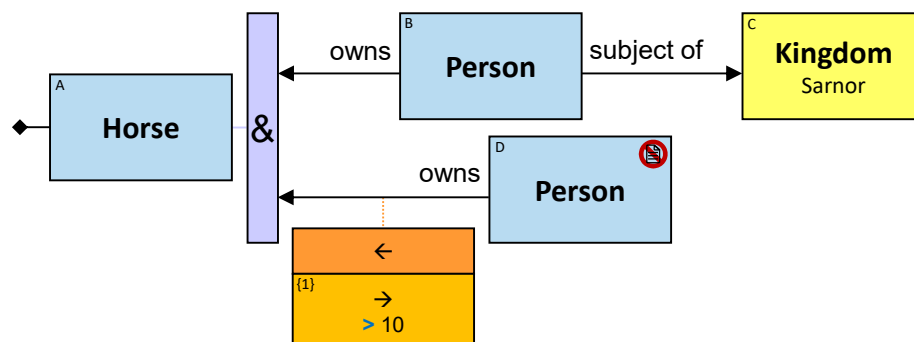 A
Horse
&
owns
B
Person
subject of
C
Kingdom
Sarnor
owns
D
Person
←
{1}
→
> 10